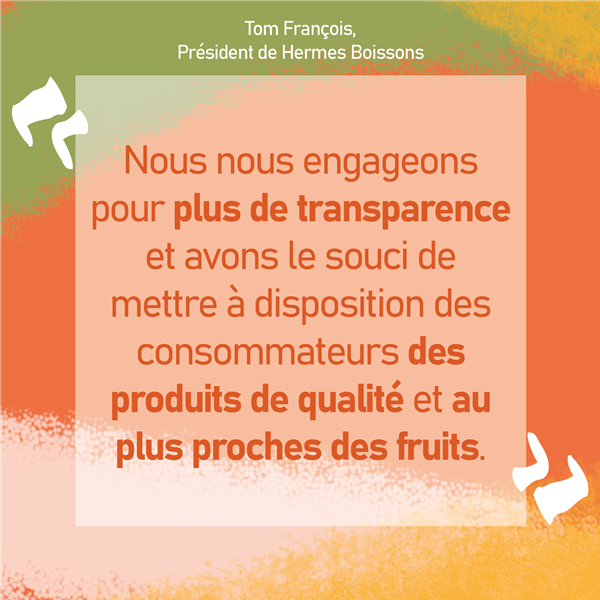 Tom François,
Président de Hermes Boissons
Nous nous engageons
pour plus de transparence
et avons le souci de
mettre à disposition des
consommateurs des
produits de qualité et au
plus proches des fruits.